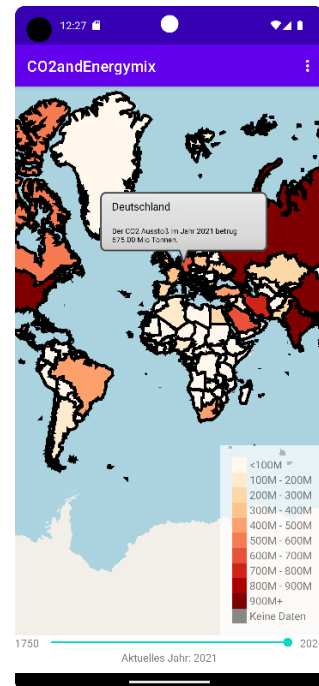 12:27
CO2andEnergymix
Deutschland
Der CO2 Ausstoß im Jahr 2021 betrug
675.00 Mio Tonnen.
<100M
100M - 200M
200M - 300M
300M - 400M
400M - 500M
500M - 600M
600M - 700M
700M - 800M
800M - 900M
900M+
Keine Daten
1750 202
Aktuelles Jahr: 2021